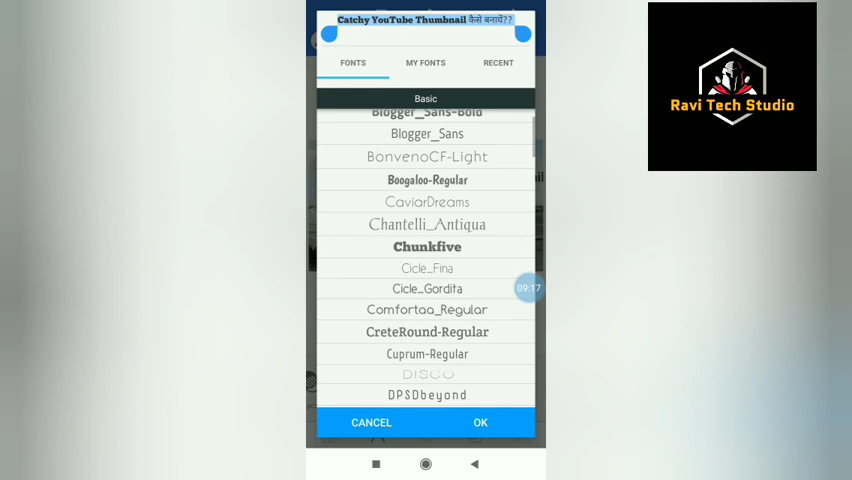 Catchy YouTube Thumbnail कैसे बनायें??
FONTS
MY FONTS
RECENT
Basic
Blogger_Sans-Bold
Blogger_Sans
BonvenoCF-Light
Boogaloo-Regular
CaviarDreams
Chantelli_Antiqua
Chunkfive
Cicle_Fina
Cicle_Gordita
Comfortaa_Regular
CreteRound-Regular
Cuprum-Regular
DISCO
DPSDbeyond
CANCEL
OK
09:17
Ravi Tech Studio